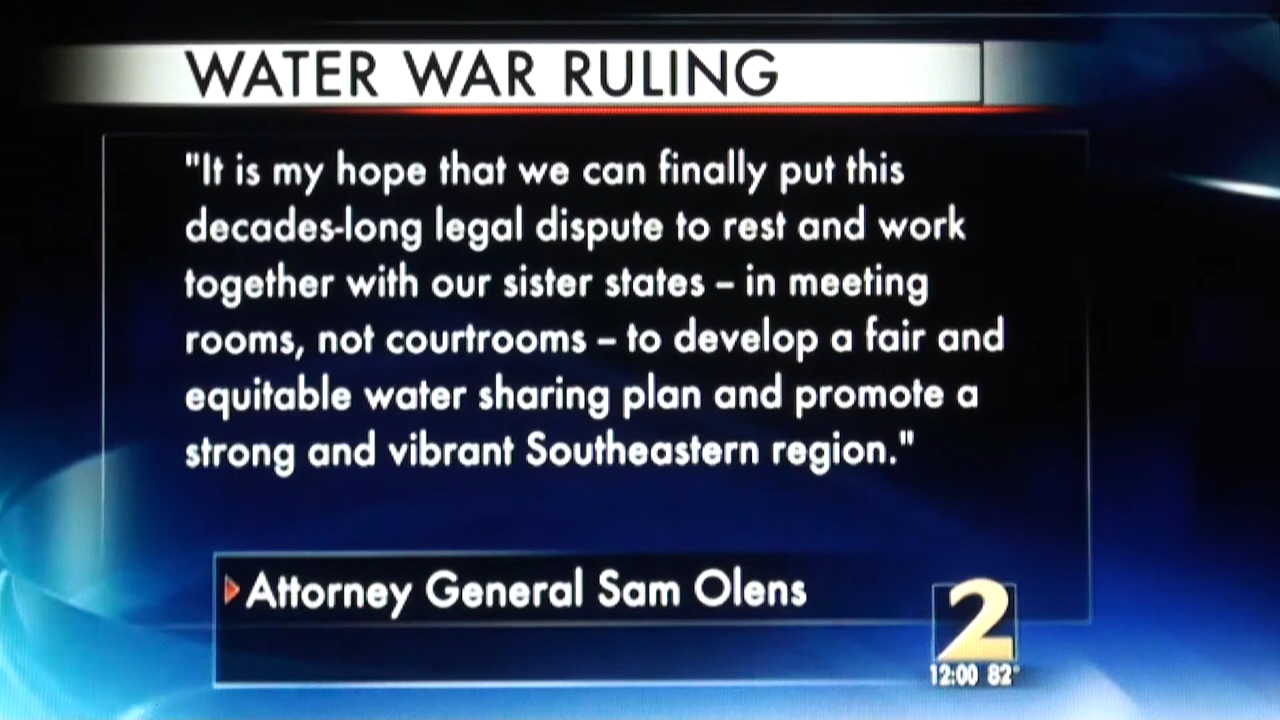 WATER WAR RULING
"It is my hope that we can finally put this
decades-long legal dispute to rest and work
together with our sister states – in meeting
rooms, not courtrooms – to develop a fair and
equitable water sharing plan and promote a
strong and vibrant Southeastern region."
Attorney General Sam Olens
2
12:00 82°